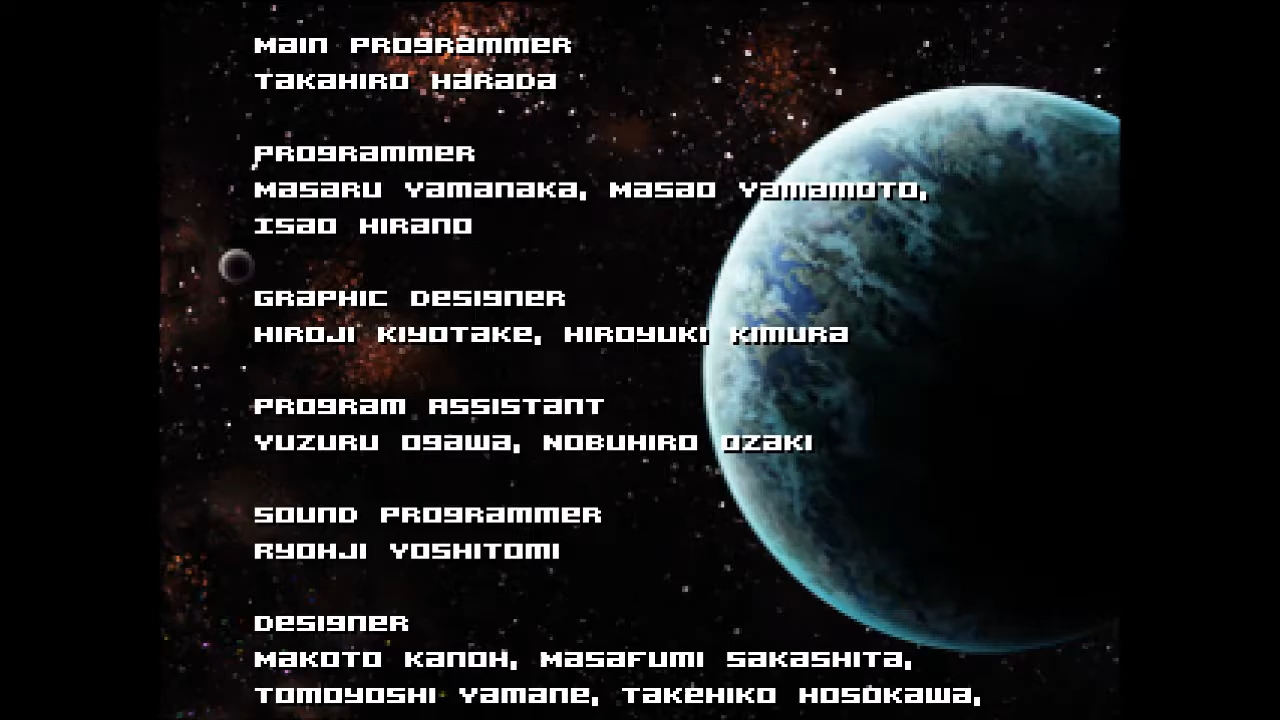 MAIN PROGRAMMER
TAKAHIRO HARADA
PROGRAMMER
MASARU YAMANAKA, MASAO YAMAMOTO,
ISAO HIRANO
GRAPHIC DESIGNER
HIROJI KIYOTAKE, HIROYUKI KIMURA
PROGRAM ASSISTANT
YUZURU OGAWA, NOBUHIRO OZAKI
SOUND PROGRAMMER
RYOHJI YOSHITOMI
DESIGNER
MAKOTO KANOH, MASAFUMI SAKASHITA,
TOMOYOSHI YAMANE, TAKEHIKO HOSOKAWA,